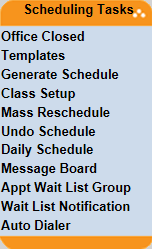 Scheduling Tasks
Office Closed
Templates
Generate Schedule
Class Setup
Mass Reschedule
Undo Schedule
Daily Schedule
Message Board
Appt Wait List Group
Wait List Notification
Auto Dialer